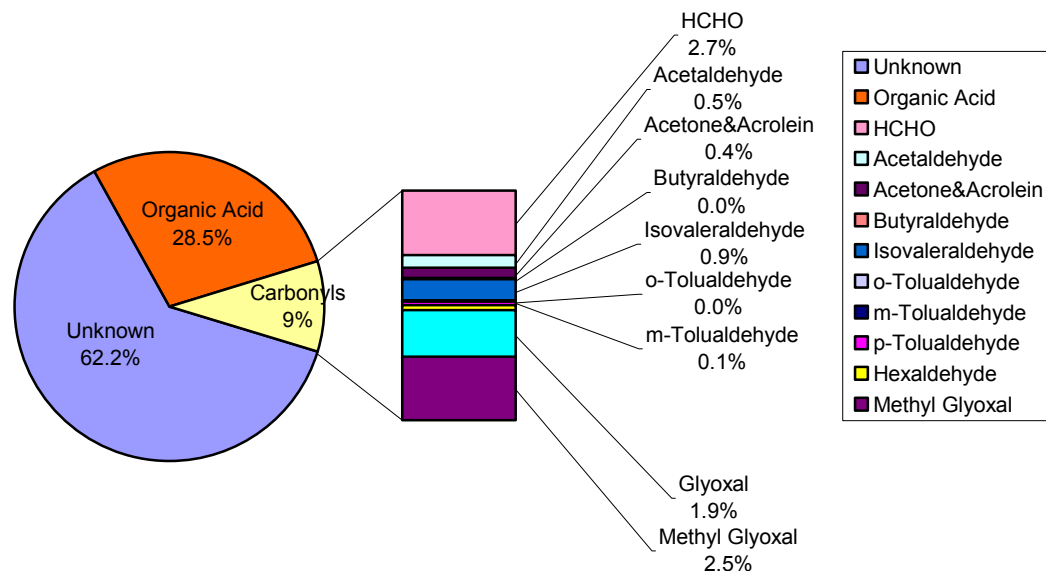 Organic Acid
28.5%
Carbonyls
9%
Unknown
62.2%
HCHO
2.7%
Acetaldehyde
0.5%
Acetone&Acrolein
0.4%
Butyraldehyde
0.0%
Isovaleraldehyde
0.9%
o-Tolualdehyde
0.0%
m-Tolualdehyde
0.1%
Glyoxal
1.9%
Methyl Glyoxal
2.5%
Unknown
Organic Acid
HCHO
Acetaldehyde
Acetone&Acrolein
Butyraldehyde
Isovaleraldehyde
o-Tolualdehyde
m-Tolualdehyde
p-Tolualdehyde
Hexaldehyde
Methyl Glyoxal